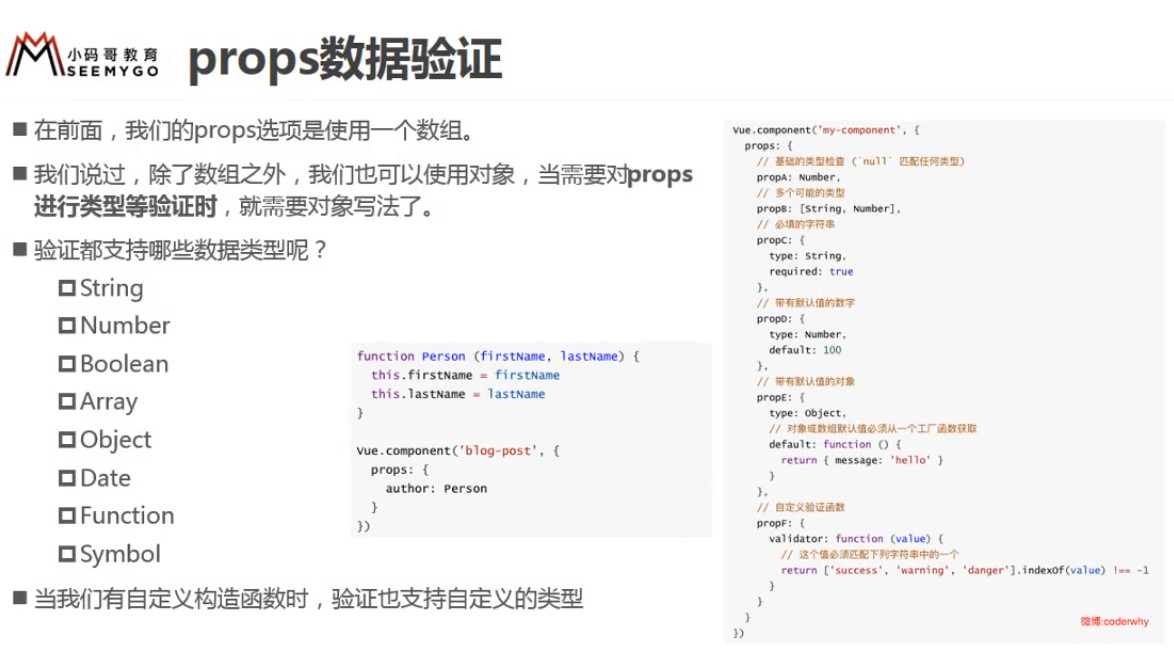 小码哥教育
SEEMYGO
props数据验证
在前面，我们的props选项是使用一个数组。
我们说过，除了数组之外，我们也可以使用对象，当需要对props
进行类型等验证时，就需要对象写法了。
验证都支持哪些数据类型呢？
String
Number
Boolean
Array
Object
Date
Function
Symbol
当我们有自定义构造函数时，验证也支持自定义的类型
function Person (firstName, lastName) {
  this.firstName = firstName
  this.lastName = lastName
}

Vue.component('blog-post', {
  props: {
    author: Person
  }
})
Vue.component('my-component', {
  props: {
    // 基础的类型检查 (`null` 匹配任何类型)
    propA: Number,
    // 多个可能的类型
    propB: [String, Number],
    // 必填的字符串
    propC: {
      type: String,
      required: true
    },
    // 带有默认值的数字
    propD: {
      type: Number,
      default: 100
    },
    // 带有默认值的对象
    propE: {
      type: Object,
      // 对象或数组默认值必须从一个工厂函数获取
      default: function () {
        return { message: 'hello' }
      }
    },
    // 自定义验证函数
    propF: {
      validator: function (value) {
        // 这个值必须匹配下列字符串中的一个
        return ['success', 'warning', 'danger'].indexOf(value) !== -1
      }
    }
  }
})
微博:coderwhy